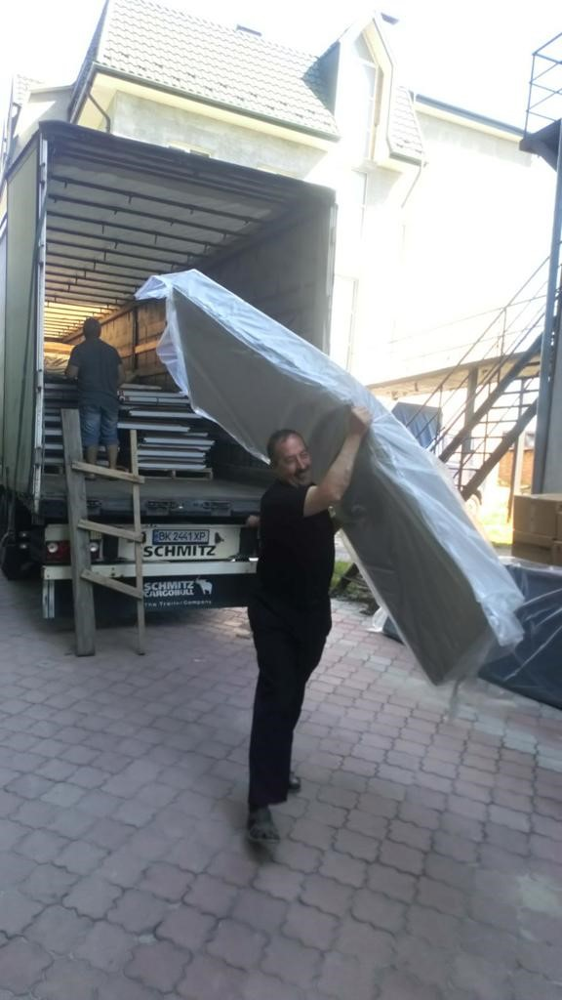 BK 2441 XP
SCHMITZ
SCHMITZ
CARGOBULL
The Trailer Company